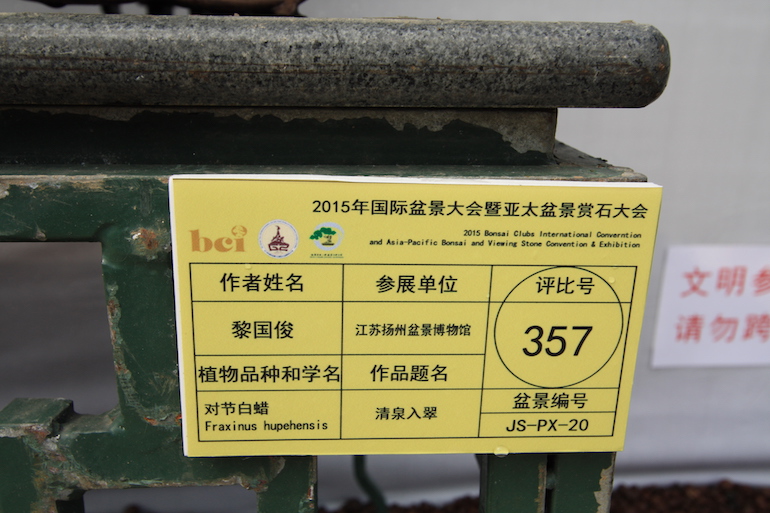 2015年国际盆景大会暨亚太盆景赏石大会
bci
2015 Bonsai Clubs International Converntion
and Asia-Pacific Bonsai and Viewing Stone Convention & Exhibition
作者姓名 参展单位 评比号
黎国俊 江苏扬州盆景博物馆 357
植物品种和学名 作品题名
盆景编号
对节白蜡 清泉入翠
Fraxinus hupehensis
JS-PX-20
文明参
请勿跨